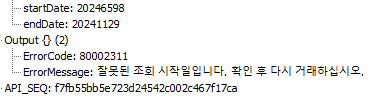 startDate: 20246598
endDate: 20241129
Output {} (2)
ErrorCode: 80002311
ErrorMessage: 잘못된 조회 시작일입니다. 확인 후 다시 거래하십시오.
API_SEQ: f7fb55bb5e723d24542c002c467f17ca